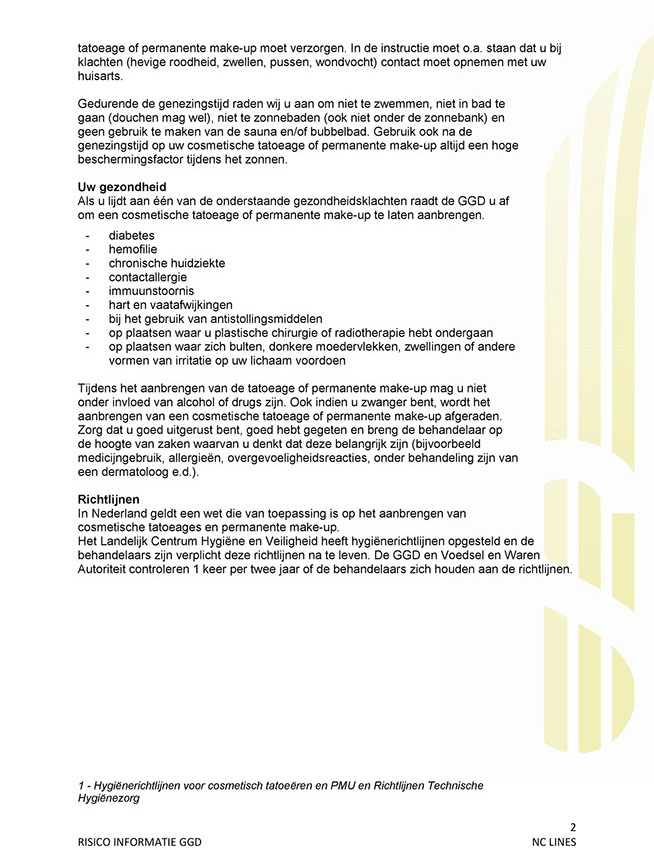 tatoeage of permanente make-up moet verzorgen. In de instructie moet o.a. staan dat u bij
klachten (hevige roodheid, zwellen, pussen, wondvocht) contact moet opnemen met uw
huisarts.
Gedurende de genezingstijd raden wij u aan om niet te zwemmen, niet in bad te
gaan (douchen mag wel), niet te zonnebaden (ook niet onder de zonnebank) en
geen gebruik te maken van de sauna en/of bubbelbad. Gebruik ook na de
genezingstijd op uw cosmetische tatoeage of permanente make-up altijd een hoge
beschermingsfactor tijdens het zonnen.
Uw gezondheid
Als u lijdt aan één van de onderstaande gezondheidsklachten raadt de GGD u af
om een cosmetische tatoeage of permanente make-up te laten aanbrengen.
- diabetes
- hemofilie
- chronische huidziekte
- contactallergie
- immuunstoornis
- hart en vaatafwijkingen
- bij het gebruik van antistollingsmiddelen
- op plaatsen waar u plastische chirurgie of radiotherapie hebt ondergaan
- op plaatsen waar zich bulten, donkere moedervlekken, zwellingen of andere
vormen van irritatie op uw lichaam voordoen
Tijdens het aanbrengen van de tatoeage of permanente make-up mag u niet
onder invloed van alcohol of drugs zijn. Ook indien u zwanger bent, wordt het
aanbrengen van een cosmetische tatoeage of permanente make-up afgeraden.
Zorg dat u goed uitgerust bent, goed hebt gegeten en breng de behandelaar op
de hoogte van zaken waarvan u denkt dat deze belangrijk zijn (bijvoorbeeld
medicijngebruik, allergieën, overgevoeligheidsreacties, onder behandeling zijn van
een dermatoloog e.d.).
Richtlijnen
In Nederland geldt een wet die van toepassing is op het aanbrengen van
cosmetische tatoeages en permanente make-up.
Het Landelijk Centrum Hygiëne en Veiligheid heeft hygiënerichtlijnen opgesteld en de
behandelaars zijn verplicht deze richtlijnen na te leven. De GGD en Voedsel en Waren
Autoriteit controleren 1 keer per twee jaar of de behandelaars zich houden aan de richtlijnen.
1 - Hygiënerichtlijnen voor cosmetisch tatoeëren en PMU en Richtlijnen Technische
Hygiënezorg
2
RISICO INFORMATIE GGD NC LINES